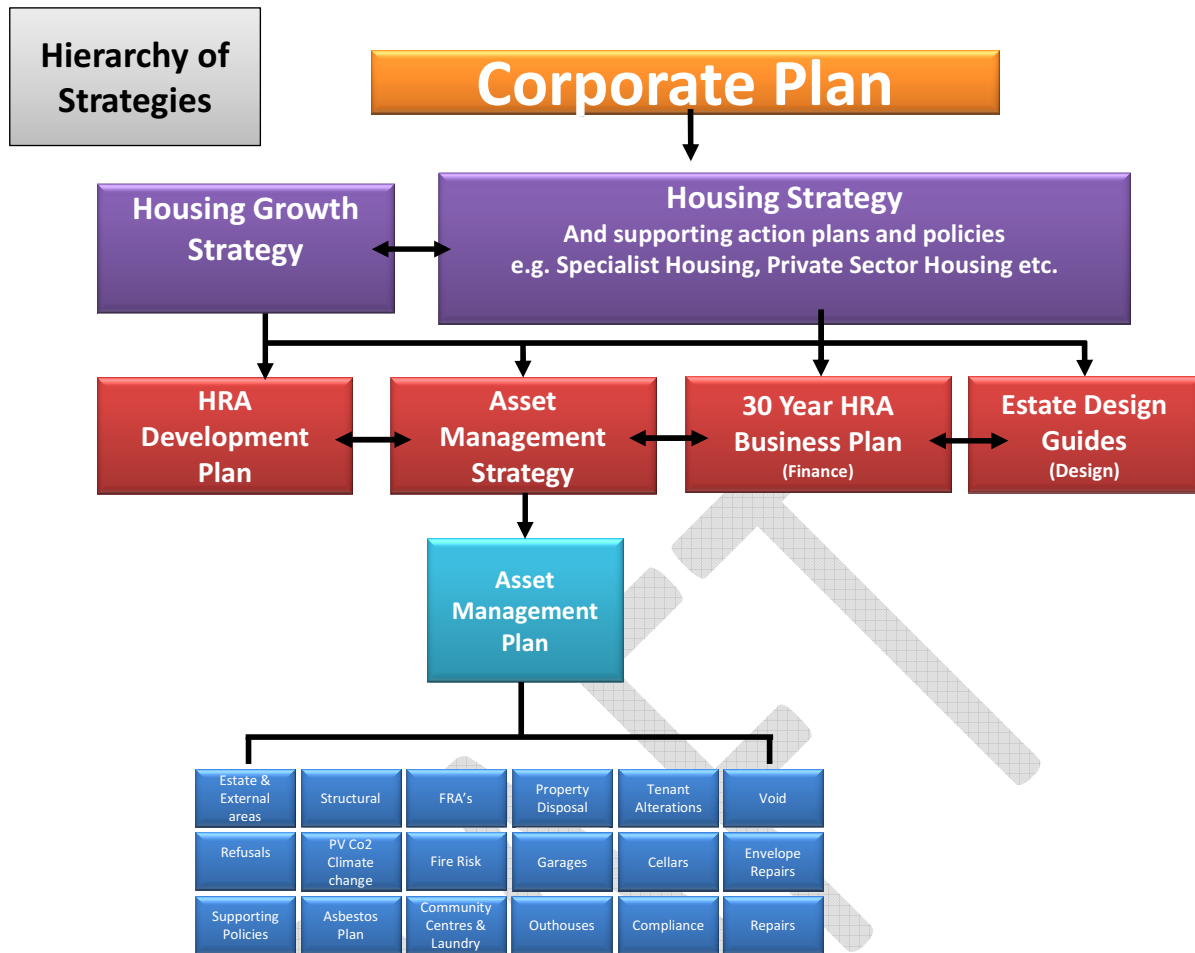 Hierarchy of
Strategies
Corporate Plan
Housing Growth
Strategy
Housing Strategy
And supporting action plans and policies
e.g. Specialist Housing, Private Sector Housing etc.
HRA
Development
Plan
Asset
Management
Strategy
30 Year HRA
Business Plan
(Finance)
Estate Design
Guides
(Design)
Asset
Management
Plan
Estate &
External
areas
Structural
FRA's
Property
Disposal
Tenant
Alterations
Void
Refusals
PV Co2
Climate
change
Fire Risk
Garages
Cellars
Envelope
Repairs
Supporting
Policies
Asbestos
Plan
Community
Centres &
Laundry
Outhouses
Compliance
Repairs